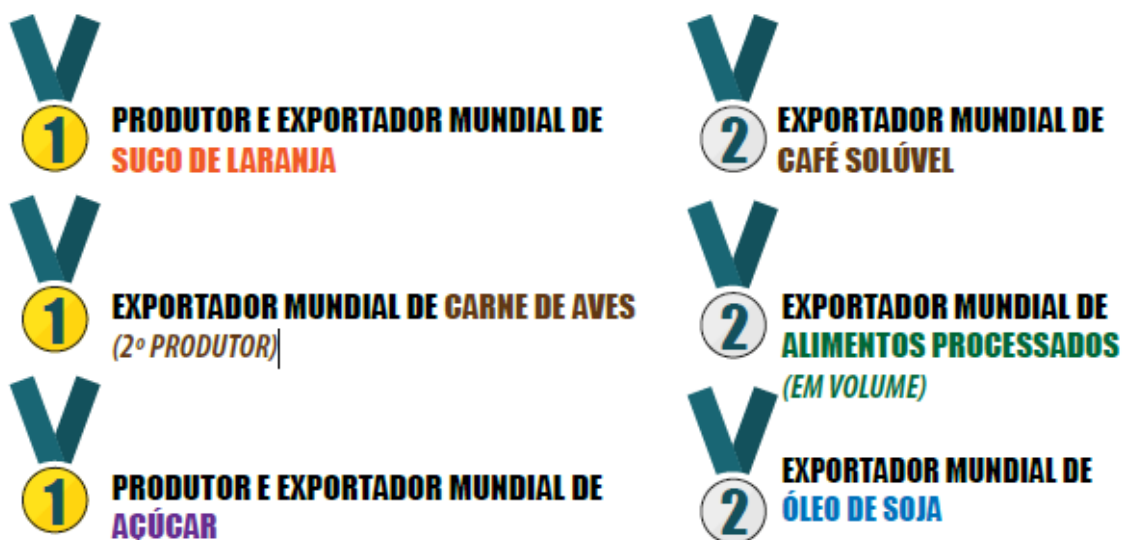 1
PRODUTOR E EXPORTADOR MUNDIAL DE
SUCO DE LARANJA
1
EXPORTADOR MUNDIAL DE CARNE DE AVES
(2º PRODUTOR)
1
PRODUTOR E EXPORTADOR MUNDIAL DE
AÇÚCAR
2
EXPORTADOR MUNDIAL DE
CAFÉ SOLÚVEL
2
EXPORTADOR MUNDIAL DE
ALIMENTOS PROCESSADOS
(EM VOLUME)
2
EXPORTADOR MUNDIAL DE
ÓLEO DE SOJA